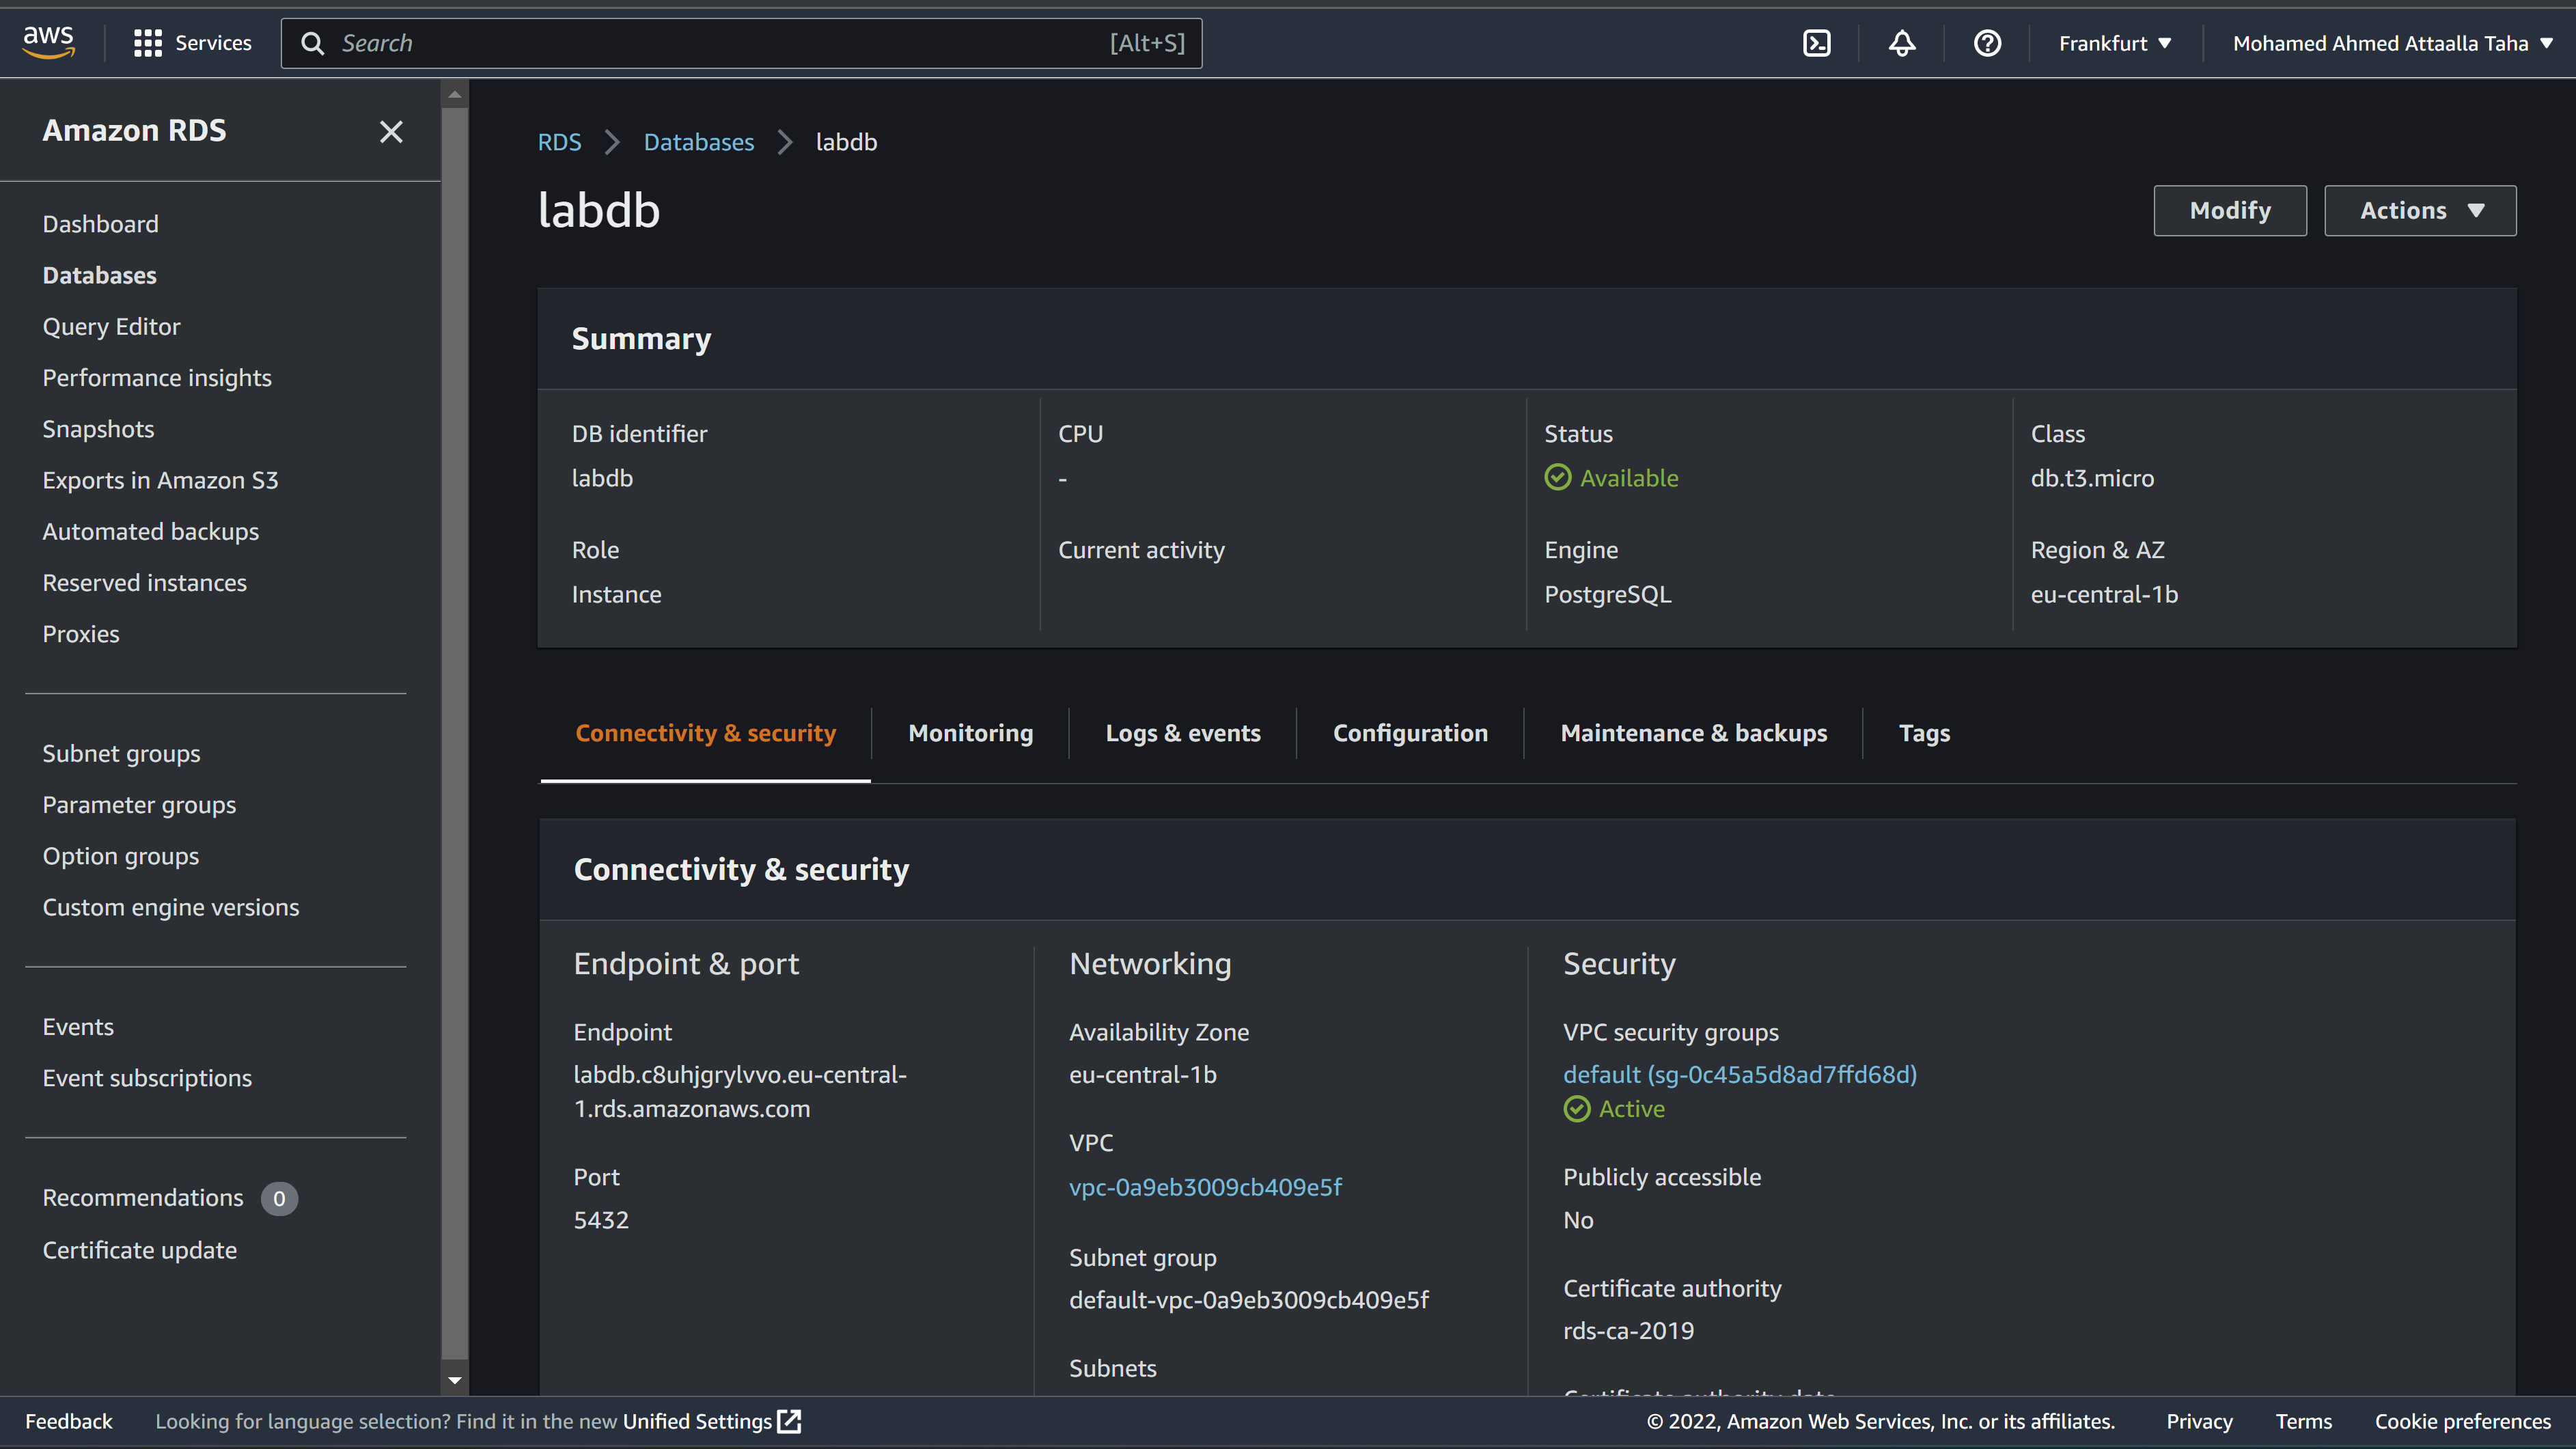 aws
Services
Search
[Alt+S]
Frankfurt
Mohamed Ahmed Attaalla Taha
Amazon RDS
Dashboard
Databases
Query Editor
Performance insights
Snapshots
Exports in Amazon S3
Automated backups
Reserved instances
Proxies
Subnet groups
Parameter groups
Option groups
Custom engine versions
Events
Event subscriptions
Recommendations 0
Certificate update
RDS > Databases > labdb
labdb
Modify
Actions
Summary
DB identifier
labdb
Role
Instance
CPU
-
Current activity
Status
Available
Engine
PostgreSQL
Class
db.t3.micro
Region & AZ
eu-central-1b
Connectivity & security
Monitoring
Logs & events
Configuration
Maintenance & backups
Tags
Connectivity & security
Endpoint & port
Endpoint
labdb.c8uhjgrylvvo.eu-central-
1.rds.amazonaws.com
Port
5432
Networking
Availability Zone
eu-central-1b
VPC
vpc-0a9eb3009cb409e5f
Subnet group
default-vpc-0a9eb3009cb409e5f
Subnets
Security
VPC security groups
default (sg-0c45a5d8ad7ffd68d)
Active
Publicly accessible
No
Certificate authority
rds-ca-2019
Certificate authority date
Feedback
Looking for language selection? Find it in the new Unified Settings
© 2022, Amazon Web Services, Inc. or its affiliates.
Privacy
Terms
Cookie preferences